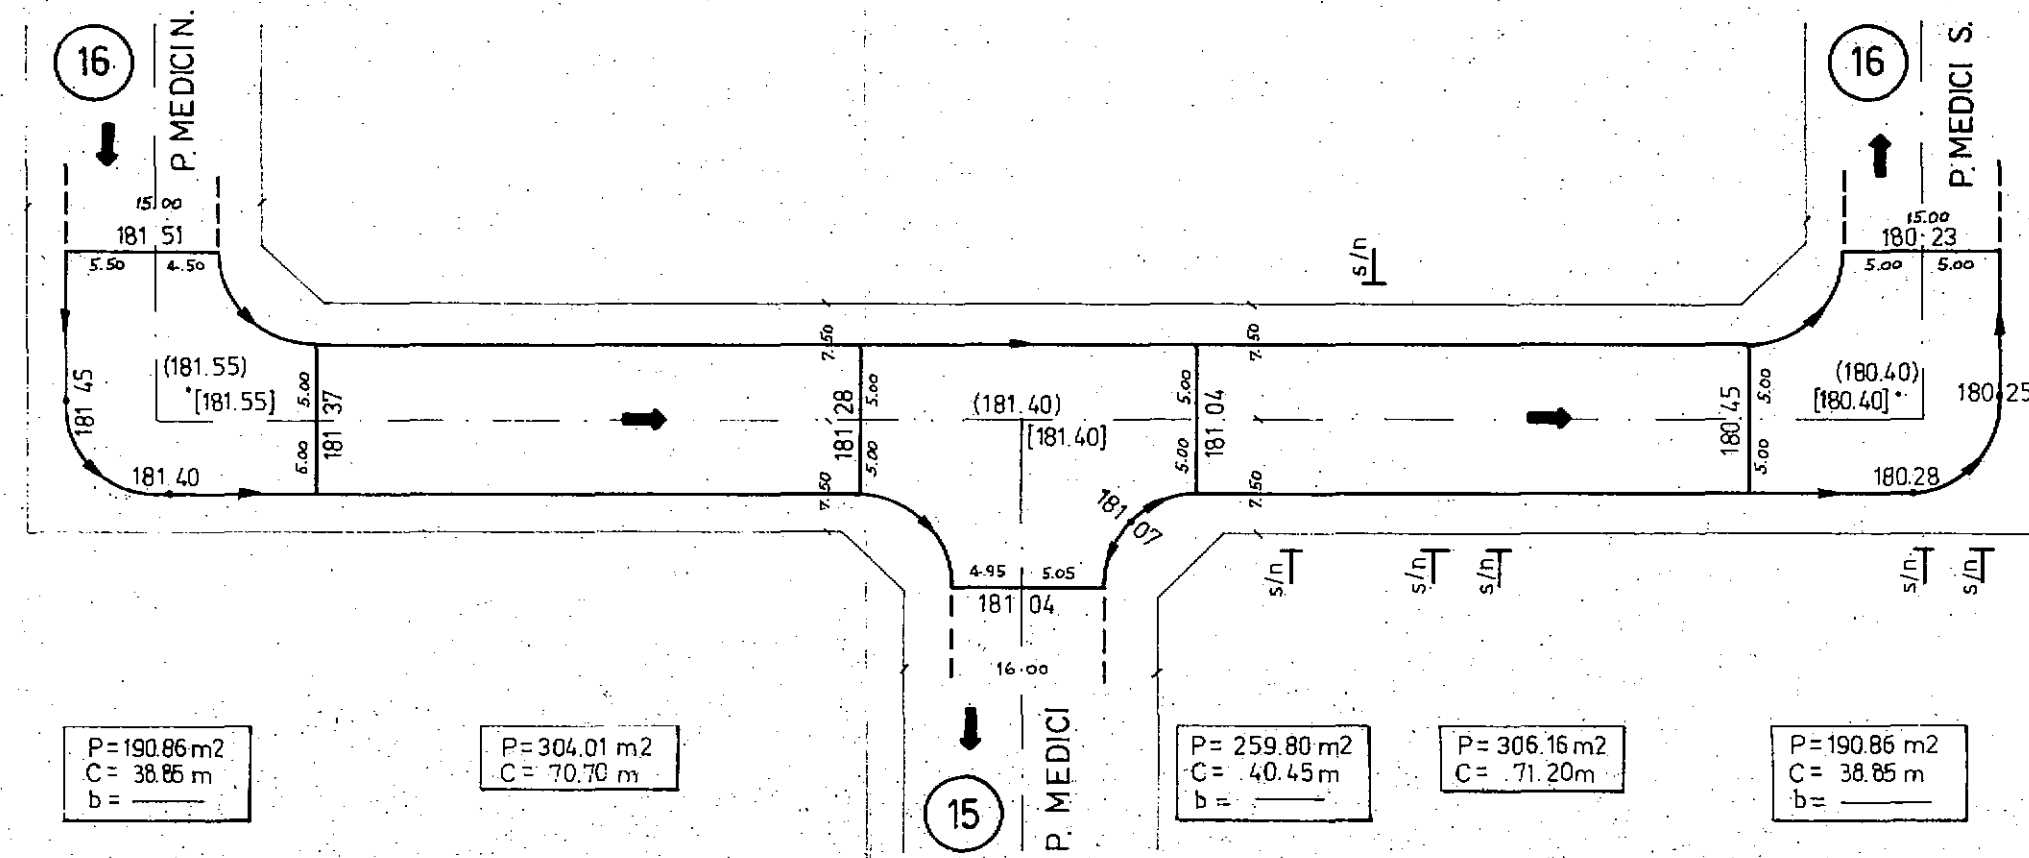 16
P. MEDICI N.
16
P. MEDICI S.
15.00
181 51
5.50 4.50
15.00
180.23
5.00 5.00
s/n
7.50
7.50
(181.55)
[181.55]
181 45
181.40
5.00
5.00
181 37
181 28
5.00
5.00
(181.40)
[181.40]
5.00
5.00
181.04
180.45
5.00
5.00
(180.40)
[180.40]
180.25
180.28
7.50
7.50
181.07
4.95 5.05
181 04
16.00
s/n
s/n
s/n
s/n
s/n
P. MEDICI
15
P=190.86 m2
C= 38.85 m
b=
P=304.01 m2
C= 70.70 m
P= 259.80 m2
C= 40.45 m
b=
P= 306.16 m2
C= 71.20m
P=190.86 m2
C= 38.85 m
b=